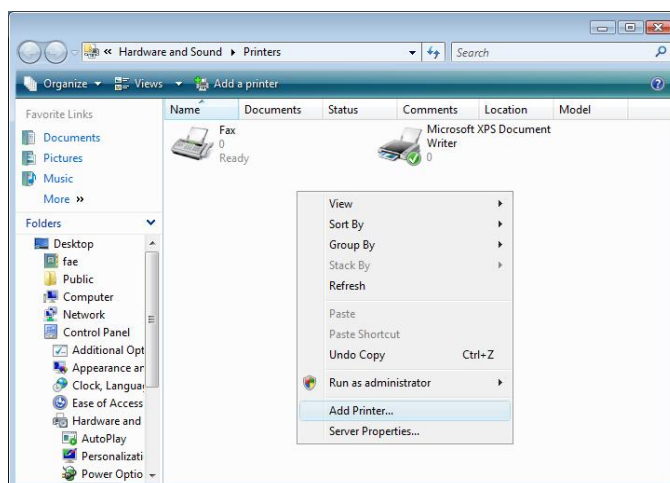 « Hardware and Sound ▸ Printers
Search
Organize Views Add a printer
Favorite Links
Documents
Pictures
Music
More »
Folders
Desktop
fae
Public
Computer
Network
Control Panel
Additional Opt
Appearance an
Clock, Languag
Ease of Access
Hardware and
AutoPlay
Personalizati
Power Optio
Name Documents Status Comments Location Model
Fax
0
Ready
Microsoft XPS Document
Writer
0
View
Sort By
Group By
Stack By
Refresh
Paste
Paste Shortcut
Undo Copy Ctrl+Z
Run as administrator
Add Printer...
Server Properties...